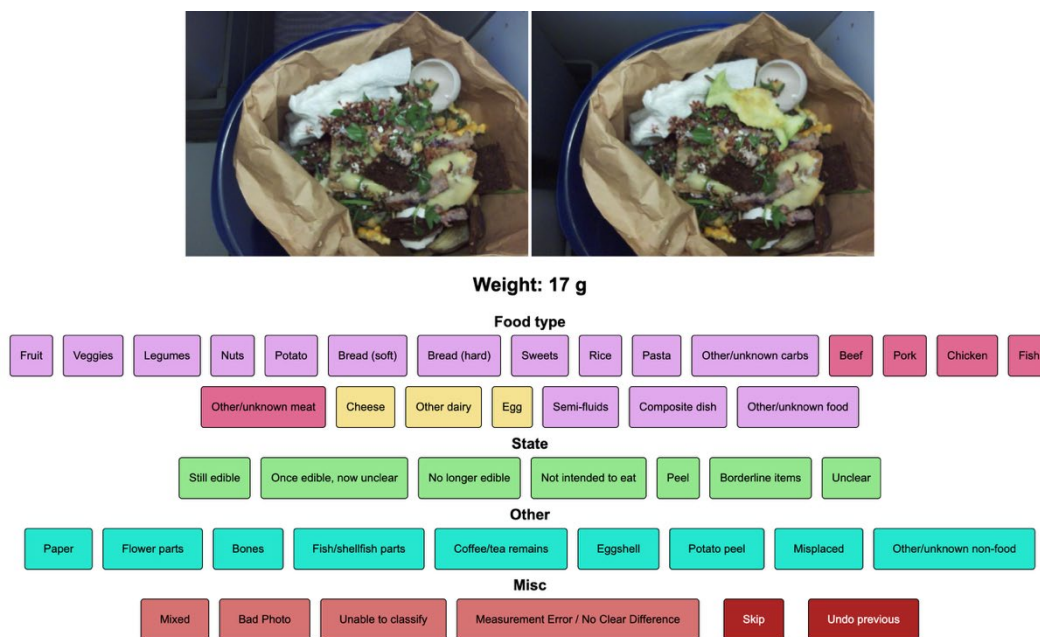 Weight: 17 g
Food type
Fruit Veggies Legumes Nuts Potato Bread (soft) Bread (hard) Sweets Rice Pasta Other/unknown carbs Beef Pork Chicken Fish
Other/unknown meat Cheese Other dairy Egg Semi-fluids Composite dish Other/unknown food
State
Still edible Once edible, now unclear No longer edible Not intended to eat Peel Borderline items Unclear
Other
Paper Flower parts Bones Fish/shellfish parts Coffee/tea remains Eggshell Potato peel Misplaced Other/unknown non-food
Misc
Mixed Bad Photo Unable to classify Measurement Error / No Clear Difference Skip Undo previous